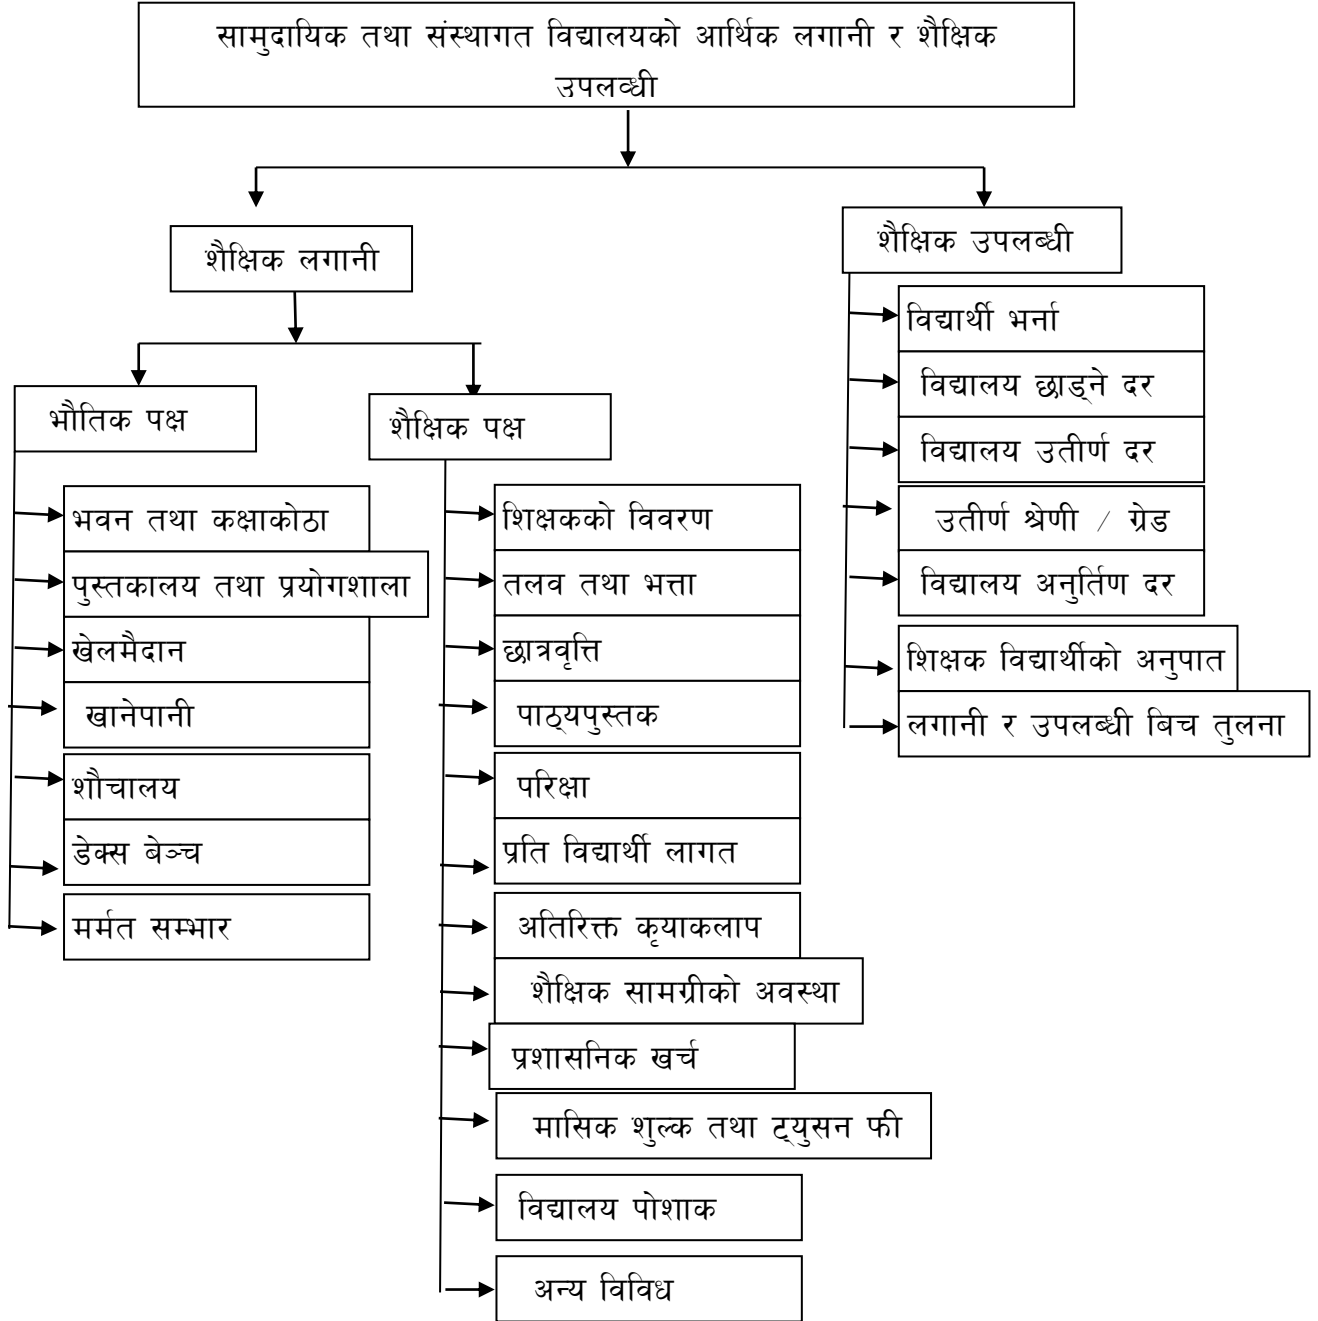 सामुदायिक तथा संस्थागत विद्यालयको आर्थिक लगानी र शैक्षिक
उपलव्धी
शैक्षिक लगानी
शैक्षिक उपलब्धी
भौतिक पक्ष
भवन तथा कक्षाकोठा
पुस्तकालय तथा प्रयोगशाला
खेलमैदान
खानेपानी
शौचालय
डेक्स बेञ्च
मर्मत सम्भार
शैक्षिक पक्ष
शिक्षकको विवरण
तलव तथा भत्ता
छात्रवृत्ति
पाठ्यपुस्तक
परिक्षा
प्रति विद्यार्थी लागत
अतिरिक्त कृयाकलाप
शैक्षिक सामग्रीको अवस्था
प्रशासनिक खर्च
मासिक शुल्क तथा ट्युसन फी
विद्यालय पोशाक
अन्य विविध
विद्यार्थी भर्ना
विद्यालय छाड्ने दर
विद्यालय उतीर्ण दर
उतीर्ण श्रेणी / ग्रेड
विद्यालय अनुर्तिण दर
शिक्षक विद्यार्थीको अनुपात
लगानी र उपलब्धी बिच तुलना